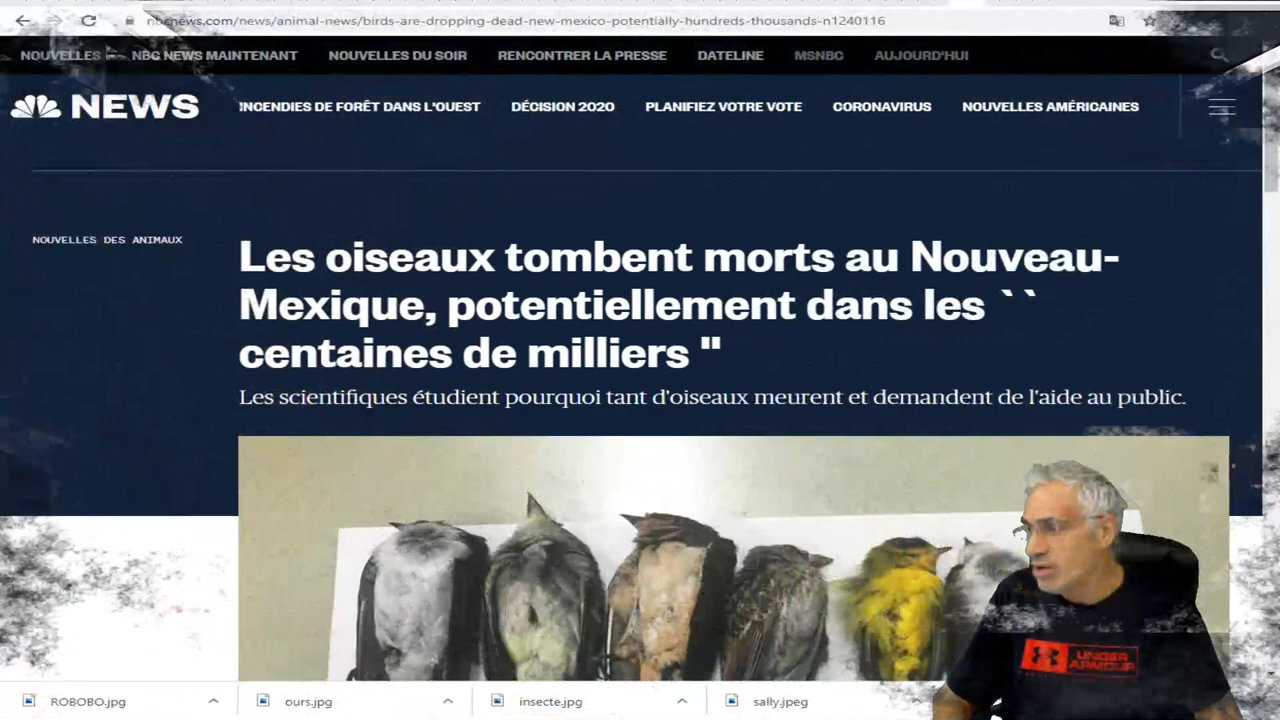 nbcnews.com/news/animal-news/birds-are-dropping-dead-new-mexico-potentially-hundreds-thousands-n1240116
NOUVELLES NBC NEWS MAINTENANT NOUVELLES DU SOIR RENCONTRER LA PRESSE DATELINE MSNBC AUJOURD'HUI
NEWS INCENDIES DE FORÊT DANS L'OUEST DÉCISION 2020 PLANIFIEZ VOTRE VOTE CORONAVIRUS NOUVELLES AMÉRICAINES
NOUVELLES DES ANIMAUX
Les oiseaux tombent morts au Nouveau-
Mexique, potentiellement dans les ``
centaines de milliers "
Les scientifiques étudient pourquoi tant d'oiseaux meurent et demandent de l'aide au public.
UNDER
ARMOUR
ROBOBO.jpg ours.jpg insecte.jpg sally.jpeg